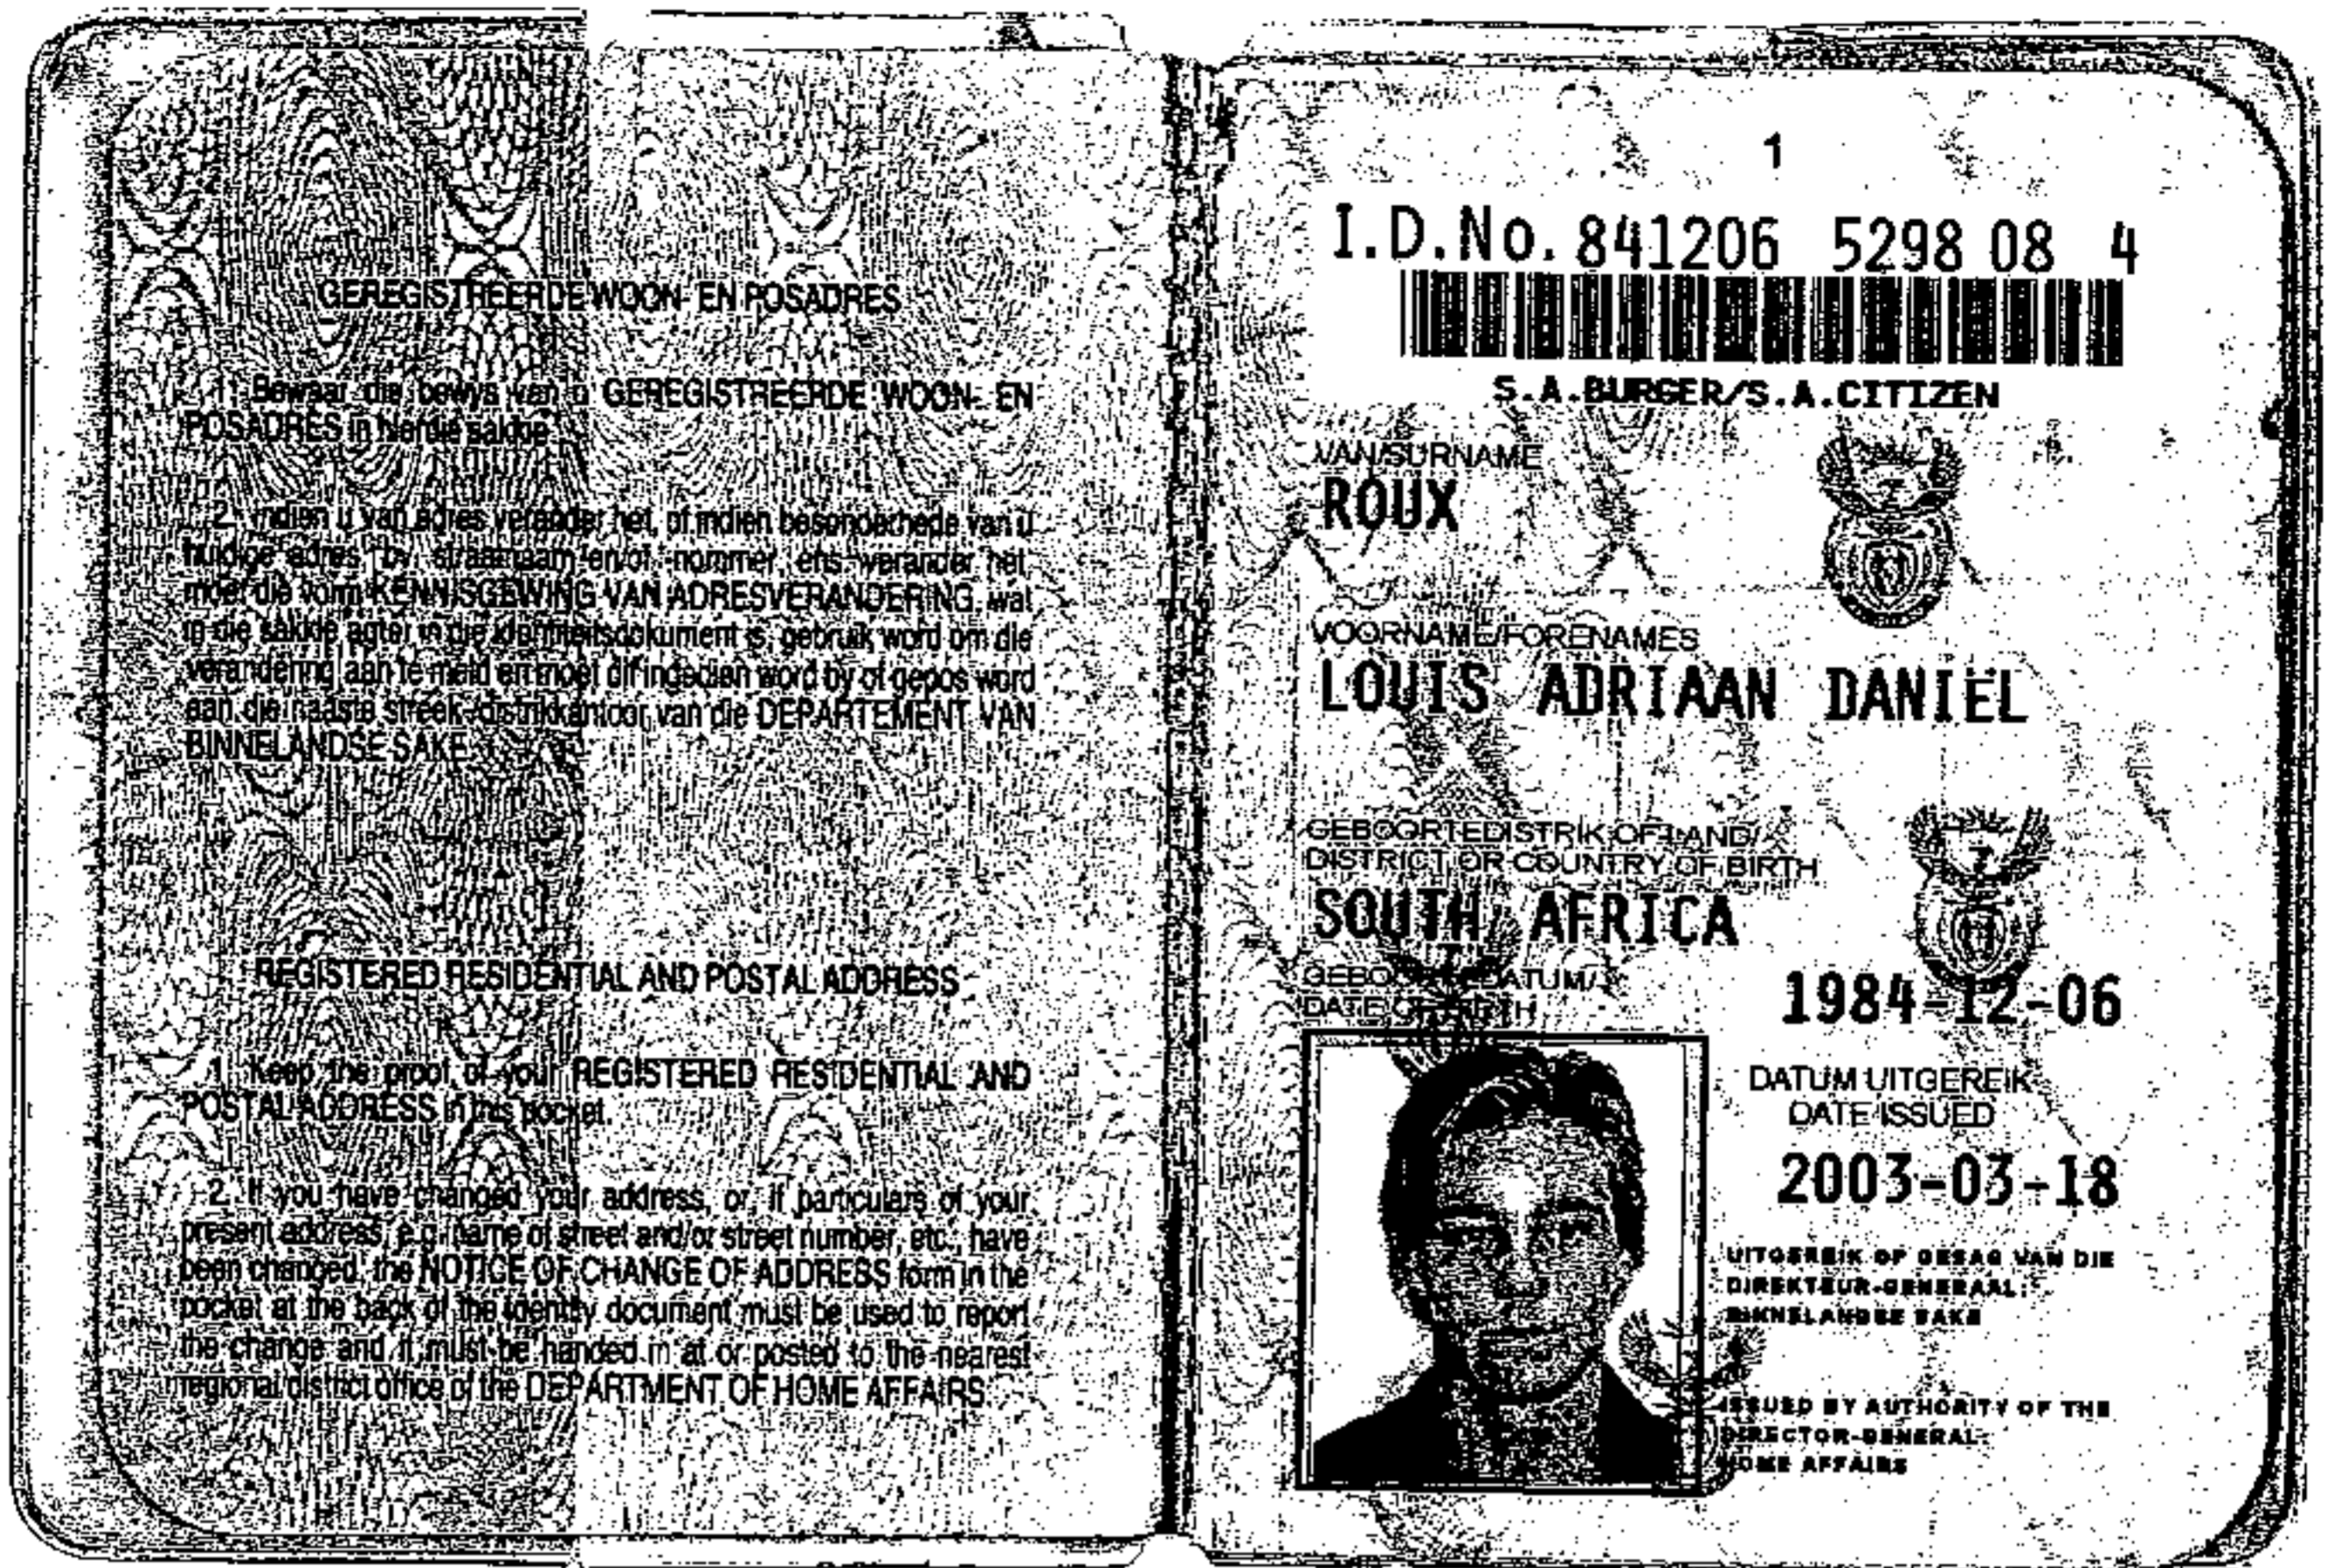 GEREGISTREERDE WOON- EN POSADRES
1. Bewaar die bewys van u GEREGISTREERDE WOON- EN
POSADRES in hierdie sakkie.
2. Indien u van adres verander het, of indien besonderhede van u
huidige adres, bv. straatnaam en/of -nommer, ens. verander het,
moet die vorm KENNISGEWING VAN ADRESVERANDERING, wat
in die sakkie agter in die identiteitsdokument is, gebruik word om die
verandering aan te meld en moet dit ingedien word by of gepos word
aan die naaste streek-/distrikkantoor van die DEPARTEMENT VAN
BINNELANDSE SAKE.
REGISTERED RESIDENTIAL AND POSTAL ADDRESS
1. Keep the proof of your REGISTERED RESIDENTIAL AND
POSTAL ADDRESS in this pocket.
2. If you have changed your address, or, if particulars of your
present address, e.g. name of street and/or street number, etc., have
been changed, the NOTICE OF CHANGE OF ADDRESS form in the
pocket at the back of the identity document must be used to report
the change and it must be handed in at or posted to the nearest
regional/district office of the DEPARTMENT OF HOME AFFAIRS.
1
I.D.No. 841206 5298 08 4
S.A.BURGER/S.A.CITIZEN
VAN/SURNAME
ROUX
VOORNAME/FORENAMES
LOUIS ADRIAAN DANIËL
GEBOORTEDISTRIK OF LAND/
DISTRICT OR COUNTRY OF BIRTH
SOUTH AFRICA
GEBOORTEDATUM/
DATE OF BIRTH
1984-12-06
DATUM UITGEREIK
DATE ISSUED
2003-03-18
UITGEREIK OP GESAG VAN DIE
DIREKTEUR-GENERAAL:
BINNELANDSE SAKE
ISSUED BY AUTHORITY OF THE
DIRECTOR-GENERAL:
HOME AFFAIRS